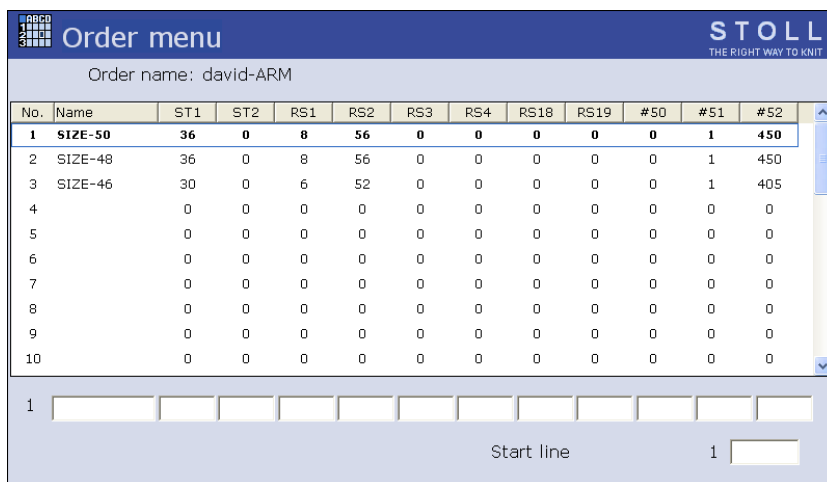 ABCD
1
2
3
Order menu
STOLL
THE RIGHT WAY TO KNIT
Order name: david-ARM
No. Name ST1 ST2 RS1 RS2 RS3 RS4 RS18 RS19 #50 #51 #52
1 SIZE-50 36 0 8 56 0 0 0 0 0 1 450
2 SIZE-48 36 0 8 56 0 0 0 0 0 1 450
3 SIZE-46 30 0 6 52 0 0 0 0 0 1 405
4 0 0 0 0 0 0 0 0 0 0 0
5 0 0 0 0 0 0 0 0 0 0 0
6 0 0 0 0 0 0 0 0 0 0 0
7 0 0 0 0 0 0 0 0 0 0 0
8 0 0 0 0 0 0 0 0 0 0 0
9 0 0 0 0 0 0 0 0 0 0 0
10 0 0 0 0 0 0 0 0 0 0 0
1
Start line 1